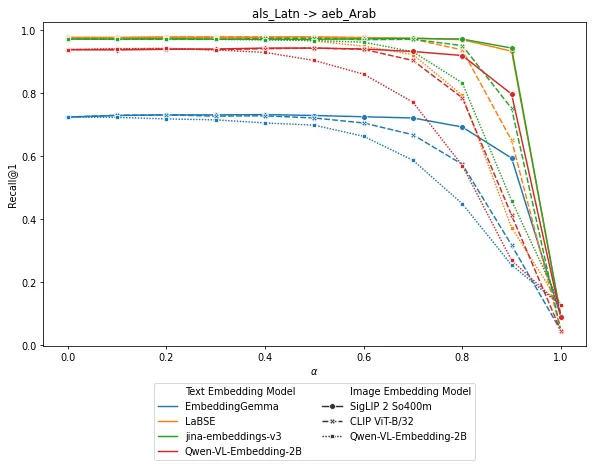 als_Latn -> aeb_Arab
Recall@1
1.0
0.8
0.6
0.4
0.2
0.0
0.0 0.2 0.4 0.6 0.8 1.0
α
Text Embedding Model Image Embedding Model
EmbeddingGemma SigLIP 2 So400m
LaBSE CLIP ViT-B/32
jina-embeddings-v3 Qwen-VL-Embedding-2B
Qwen-VL-Embedding-2B